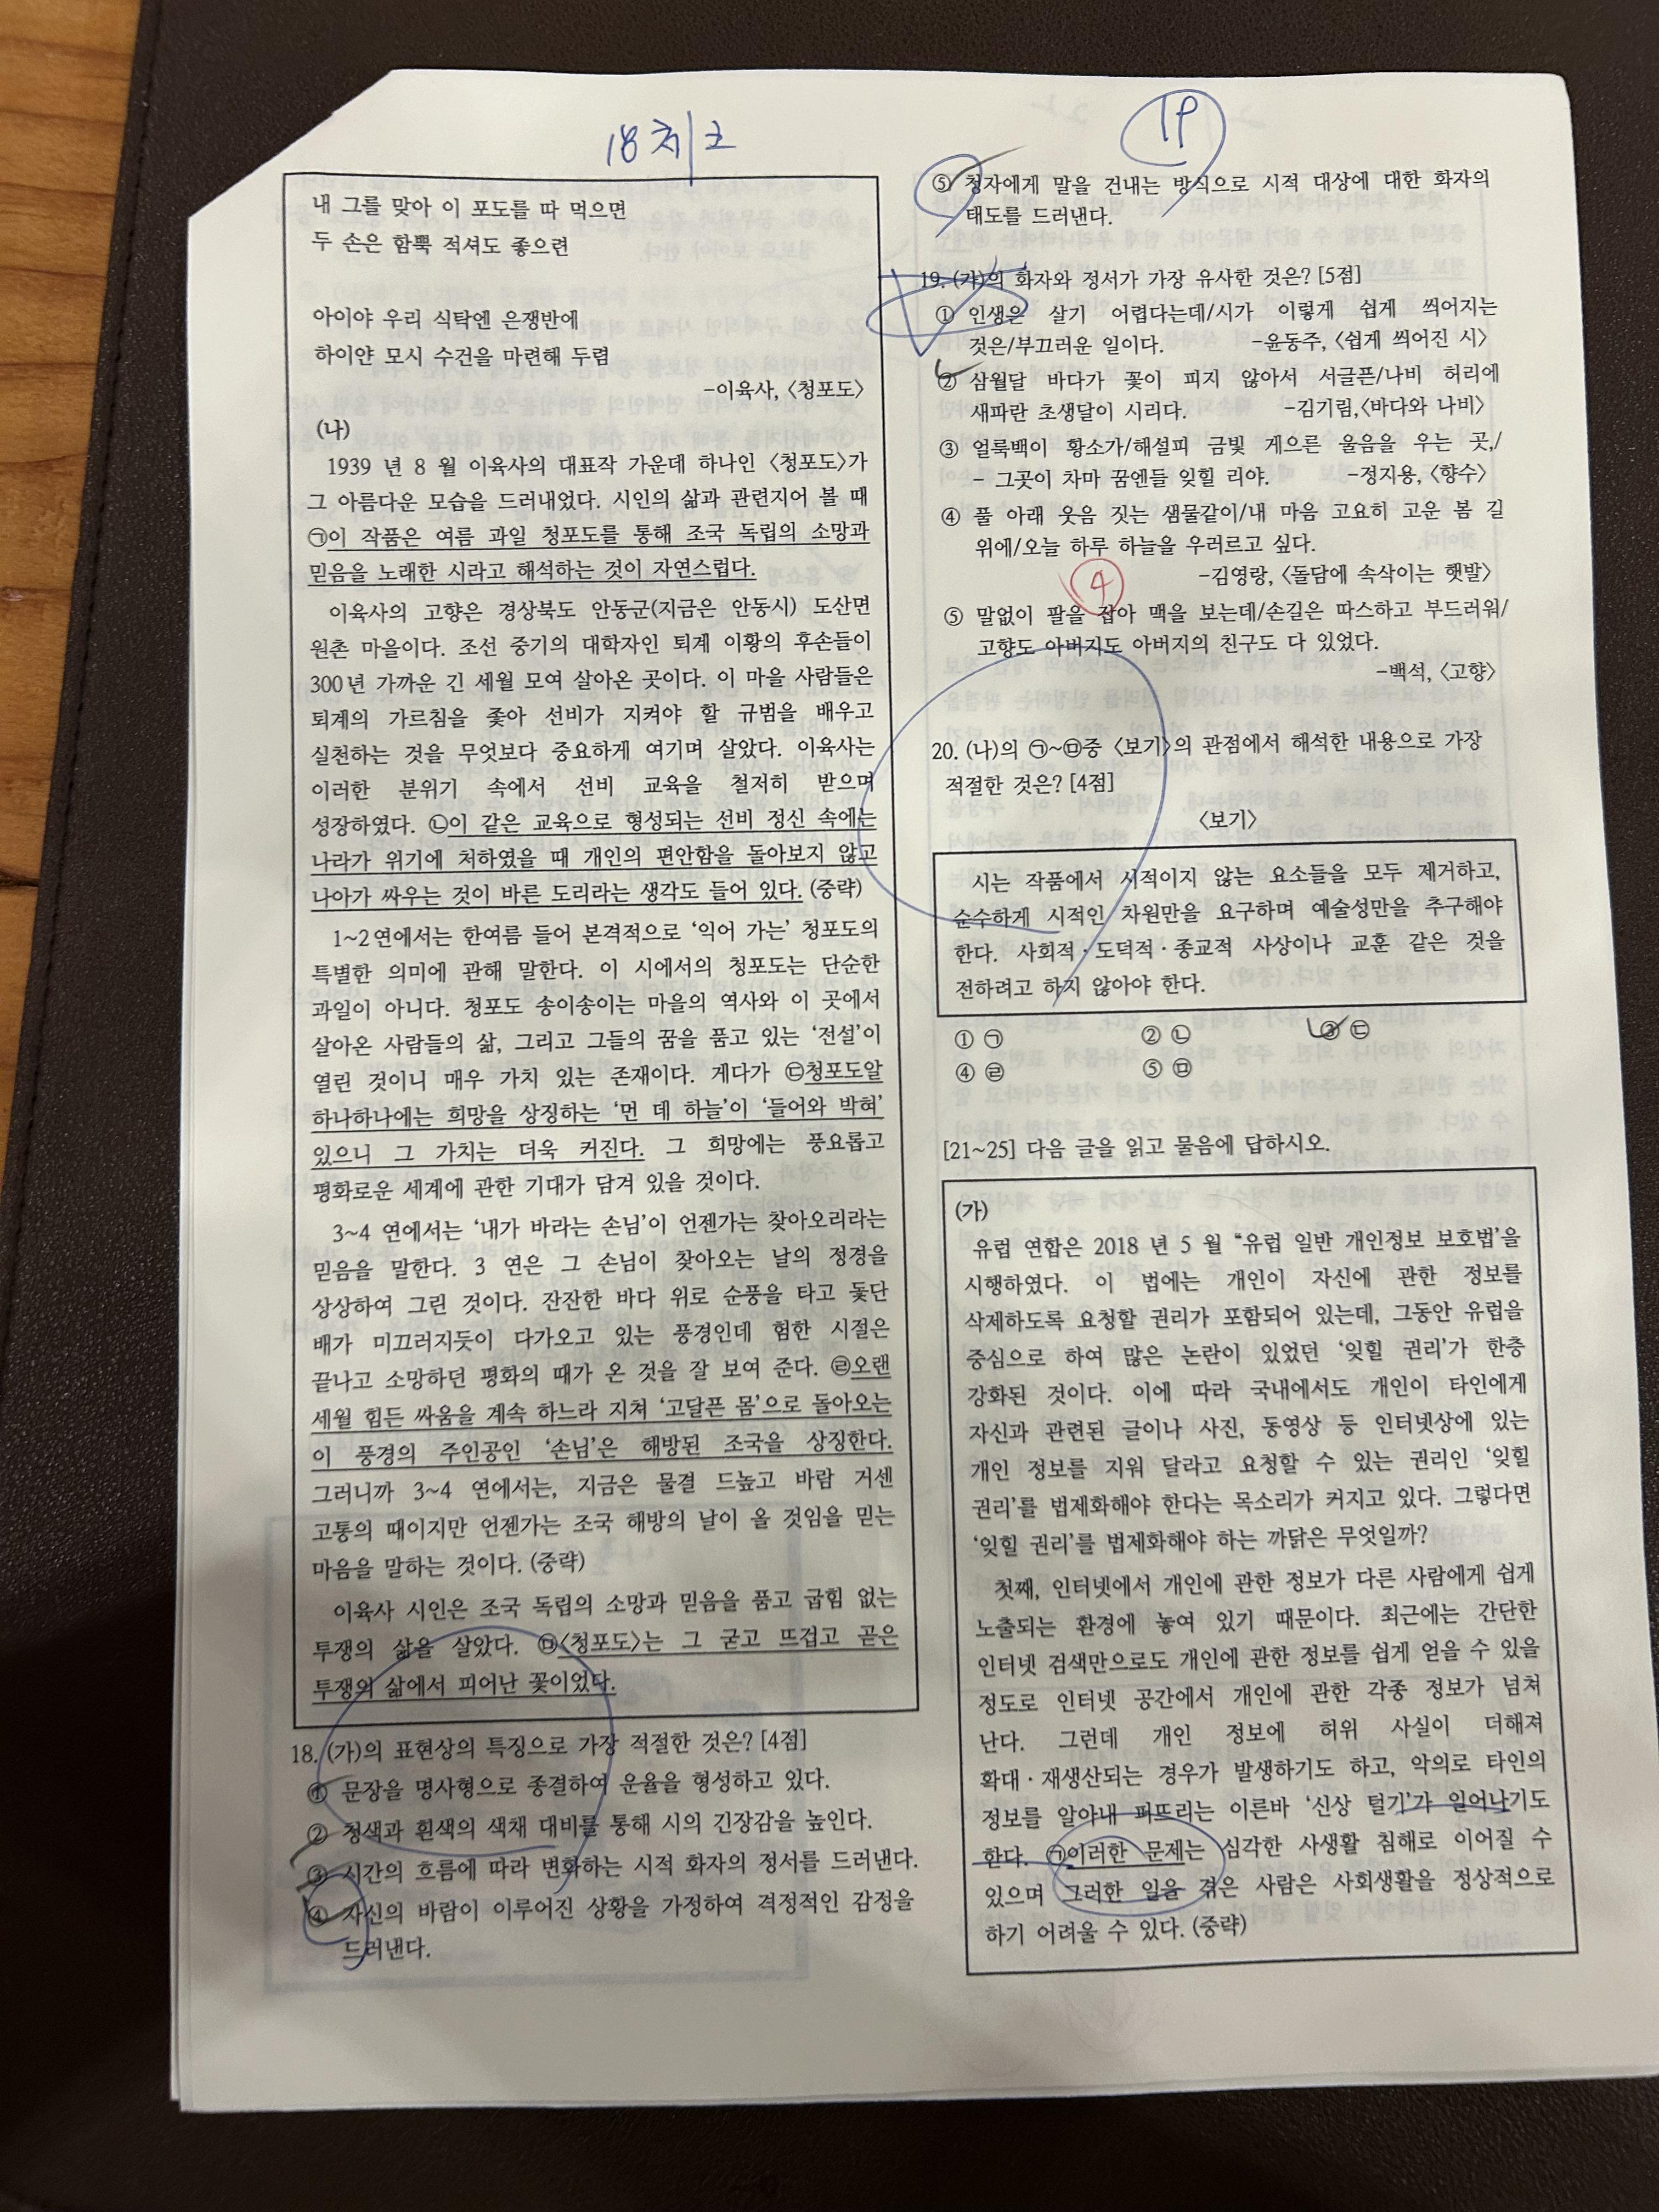 18
19
내 그를 맞아 이 포도를 따 먹으면
두 손은 함뿍 적셔도 좋으련
아이야 우리 식탁엔 은쟁반에
하이얀 모시 수건을 마련해 두렴
-이육사, 〈청포도〉
(나)
1939 년 8 월 이육사의 대표작 가운데 하나인 〈청포도〉가
그 아름다운 모습을 드러내었다. 시인의 삶과 관련지어 볼 때
㉠이 작품은 여름 과일 청포도를 통해 조국 독립의 소망과
믿음을 노래한 시라고 해석하는 것이 자연스럽다.
이육사의 고향은 경상북도 안동군(지금은 안동시) 도산면
원촌 마을이다. 조선 중기의 대학자인 퇴계 이황의 후손들이
300년 가까운 긴 세월 모여 살아온 곳이다. 이 마을 사람들은
퇴계의 가르침을 좇아 선비가 지켜야 할 규범을 배우고
실천하는 것을 무엇보다 중요하게 여기며 살았다. 이육사는
이러한 분위기 속에서 선비 교육을 철저히 받으며
성장하였다. ㉡이 같은 교육으로 형성되는 선비 정신 속에는
나라가 위기에 처하였을 때 개인의 편안함을 돌아보지 않고
나아가 싸우는 것이 바른 도리라는 생각도 들어 있다. (중략)
1~2 연에서는 한여름 들어 본격적으로 ‘익어 가는’ 청포도의
특별한 의미에 관해 말한다. 이 시에서의 청포도는 단순한
과일이 아니다. 청포도 송이송이는 마을의 역사와 이 곳에서
살아온 사람들의 삶, 그리고 그들의 꿈을 품고 있는 ‘전설’이
열린 것이니 매우 가치 있는 존재이다. 게다가 ㉢청포도알
하나하나에는 희망을 상징하는 ‘먼 데 하늘’이 ‘들어와 박혀’
있으니 그 가치는 더욱 커진다. 그 희망에는 풍요롭고
평화로운 세계에 관한 기대가 담겨 있을 것이다.
3~4 연에서는 ‘내가 바라는 손님’이 언젠가는 찾아오리라는
믿음을 말한다. 3 연은 그 손님이 찾아오는 날의 정경을
상상하여 그린 것이다. 잔잔한 바다 위로 순풍을 타고 돛단
배가 미끄러지듯이 다가오고 있는 풍경인데 험한 시절은
끝나고 소망하던 평화의 때가 온 것을 잘 보여 준다. ㉣오랜
세월 힘든 싸움을 계속 하느라 지쳐 ‘고달픈 몸’으로 돌아오는
이 풍경의 주인공인 ‘손님’은 해방된 조국을 상징한다.
그러니까 3~4 연에서는, 지금은 물결 드높고 바람 거센
고통의 때이지만 언젠가는 조국 해방의 날이 올 것임을 믿는
마음을 말하는 것이다. (중략)
이육사 시인은 조국 독립의 소망과 믿음을 품고 굽힘 없는
투쟁의 삶을 살았다. ㉤〈청포도〉는 그 굳고 뜨겁고 곧은
투쟁의 삶에서 피어난 꽃이었다.
18. (가)의 표현상의 특징으로 가장 적절한 것은? [4점]
① 문장을 명사형으로 종결하여 운율을 형성하고 있다.
② 청색과 흰색의 색채 대비를 통해 시의 긴장감을 높인다.
③ 시간의 흐름에 따라 변화하는 시적 화자의 정서를 드러낸다.
④ 자신의 바람이 이루어진 상황을 가정하여 격정적인 감정을
드러낸다.
⑤ 청자에게 말을 건내는 방식으로 시적 대상에 대한 화자의
태도를 드러낸다.
19. (가)의 화자와 정서가 가장 유사한 것은? [5점]
① 인생은 살기 어렵다는데/시가 이렇게 쉽게 씌어지는
것은/부끄러운 일이다. -윤동주, 〈쉽게 씌어진 시〉
② 삼월달 바다가 꽃이 피지 않아서 서글픈/나비 허리에
새파란 초생달이 시리다. -김기림,〈바다와 나비〉
③ 얼룩백이 황소가/해설피 금빛 게으른 울음을 우는 곳,/
- 그곳이 차마 꿈엔들 잊힐 리야. -정지용, 〈향수〉
④ 풀 아래 웃음 짓는 샘물같이/내 마음 고요히 고운 봄 길
위에/오늘 하루 하늘을 우러르고 싶다.
-김영랑, 〈돌담에 속삭이는 햇발〉
④
⑤ 말없이 팔을 잡아 맥을 보는데/손길은 따스하고 부드러워/
고향도 아버지도 아버지의 친구도 다 있었다.
-백석, 〈고향〉
20. (나)의 ㉠~㉤중 〈보기〉의 관점에서 해석한 내용으로 가장
적절한 것은? [4점]
〈보기〉
시는 작품에서 시적이지 않는 요소들을 모두 제거하고,
순수하게 시적인 차원만을 요구하며 예술성만을 추구해야
한다. 사회적·도덕적·종교적 사상이나 교훈 같은 것을
전하려고 하지 않아야 한다.
① ㉠ ② ㉡ ③ ㉢
④ ㉣ ⑤ ㉤
[21~25] 다음 글을 읽고 물음에 답하시오.
(가)
유럽 연합은 2018 년 5 월 “유럽 일반 개인정보 보호법”을
시행하였다. 이 법에는 개인이 자신에 관한 정보를
삭제하도록 요청할 권리가 포함되어 있는데, 그동안 유럽을
중심으로 하여 많은 논란이 있었던 ‘잊힐 권리’가 한층
강화된 것이다. 이에 따라 국내에서도 개인이 타인에게
자신과 관련된 글이나 사진, 동영상 등 인터넷상에 있는
개인 정보를 지워 달라고 요청할 수 있는 권리인 ‘잊힐
권리’를 법제화해야 한다는 목소리가 커지고 있다. 그렇다면
‘잊힐 권리’를 법제화해야 하는 까닭은 무엇일까?
첫째, 인터넷에서 개인에 관한 정보가 다른 사람에게 쉽게
노출되는 환경에 놓여 있기 때문이다. 최근에는 간단한
인터넷 검색만으로도 개인에 관한 정보를 쉽게 얻을 수 있을
정도로 인터넷 공간에서 개인에 관한 각종 정보가 넘쳐
난다. 그런데 개인 정보에 허위 사실이 더해져
확대·재생산되는 경우가 발생하기도 하고, 악의로 타인의
정보를 알아내 퍼뜨리는 이른바 ‘신상 털기’가 일어나기도
한다. ㉠이러한 문제는 심각한 사생활 침해로 이어질 수
있으며 그러한 일을 겪은 사람은 사회생활을 정상적으로
하기 어려울 수 있다. (중략)